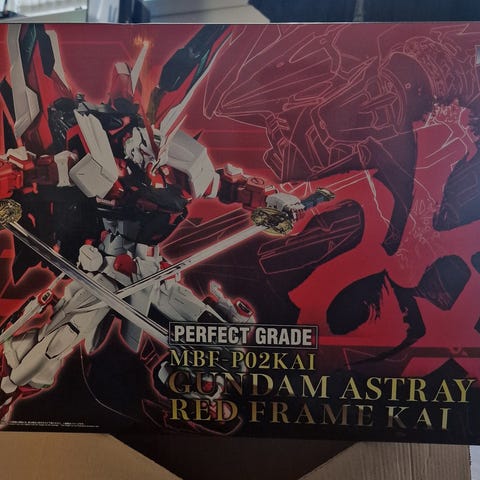 PERFECT GRADE
MBF-P02KAI
GUNDAM ASTRAY
RED FRAME KAI